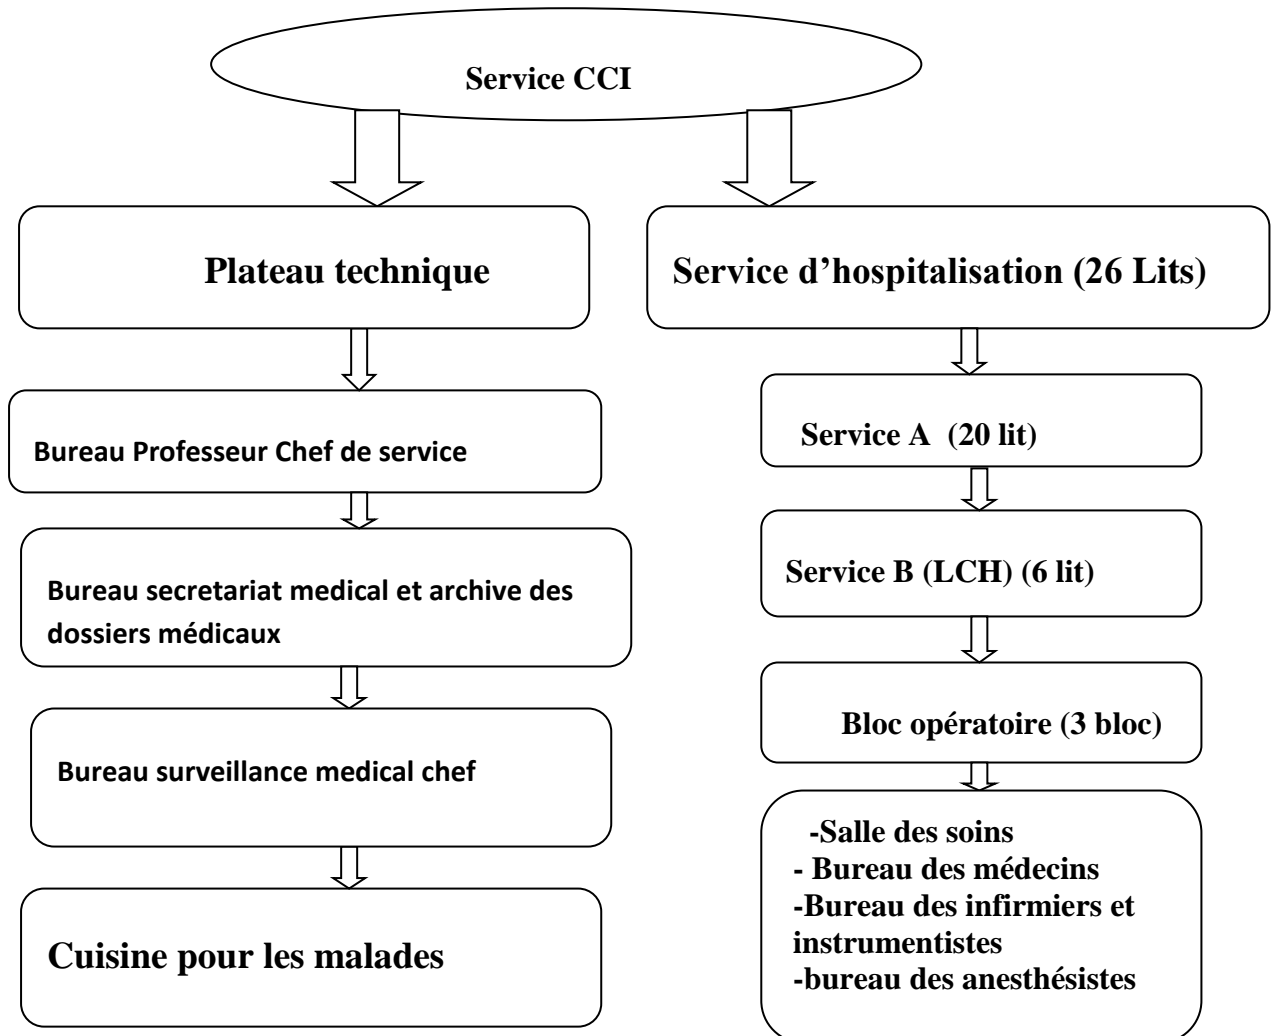 Service CCI
Plateau technique
Service d’hospitalisation (26 Lits)
Bureau Professeur Chef de service
Bureau secretariat medical et archive des
dossiers médicaux
Bureau surveillance medical chef
Cuisine pour les malades
Service A (20 lit)
Service B (LCH) (6 lit)
Bloc opératoire (3 bloc)
-Salle des soins
- Bureau des médecins
-Bureau des infirmiers et
instrumentistes
-bureau des anesthésistes